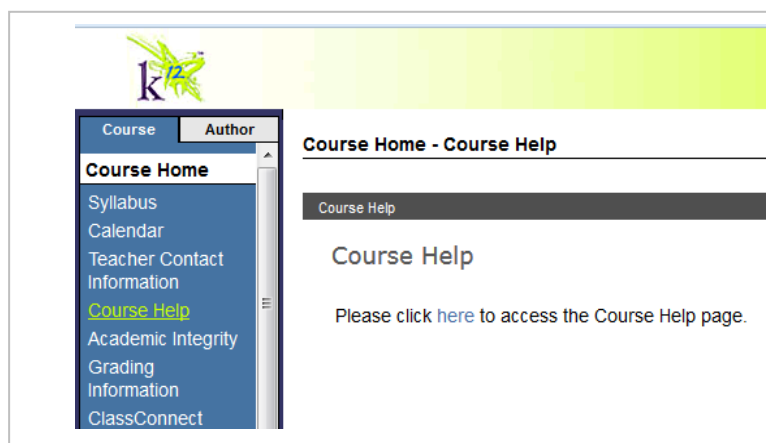 k12
Course Author
Course Home
Syllabus
Calendar
Teacher Contact
Information
Course Help
Academic Integrity
Grading
Information
ClassConnect
Course Home - Course Help
Course Help
Course Help
Please click here to access the Course Help page.